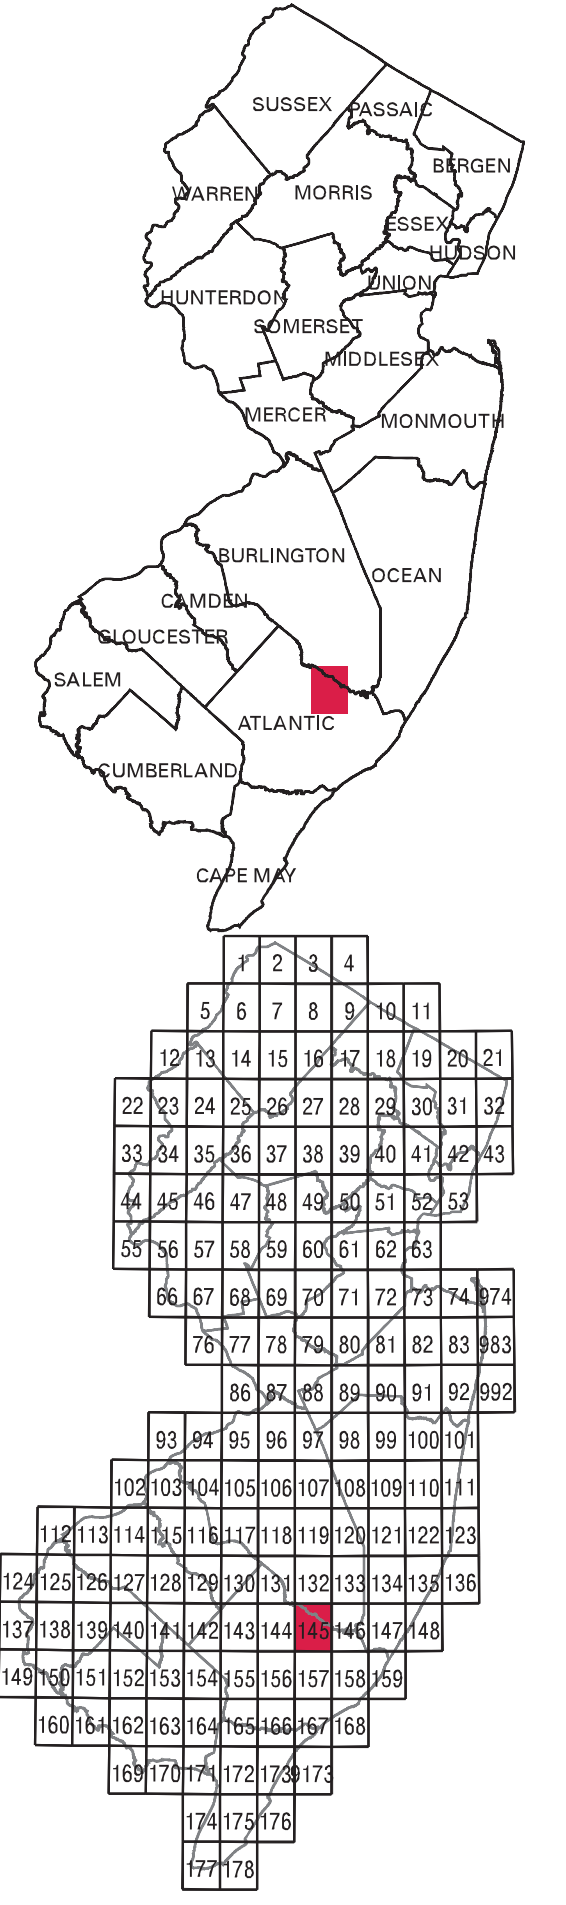 SUSSEX
PASSAIC
BERGEN
WARREN
MORRIS
ESSEX
HUDSON
UNION
HUNTERDON
SOMERSET
MIDDLESEX
MERCER
MONMOUTH
BURLINGTON
OCEAN
CAMDEN
GLOUCESTER
SALEM
ATLANTIC
CUMBERLAND
CAPE MAY
1 2 3 4
5 6 7 8 9 10 11
12 13 14 15 16 17 18 19 20 21
22 23 24 25 26 27 28 29 30 31 32
33 34 35 36 37 38 39 40 41 42 43
44 45 46 47 48 49 50 51 52 53
55 56 57 58 59 60 61 62 63
66 67 68 69 70 71 72 73 74 974
76 77 78 79 80 81 82 83 983
86 87 88 89 90 91 92 992
93 94 95 96 97 98 99 100 101
102 103 104 105 106 107 108 109 110 111
112 113 114 115 116 117 118 119 120 121 122 123
124 125 126 127 128 129 130 131 132 133 134 135 136
137 138 139 140 141 142 143 144 145 146 147 148
149 150 151 152 153 154 155 156 157 158 159
160 161 162 163 164 165 166 167 168
169 170 171 172 173 9173
174 175 176
177 178